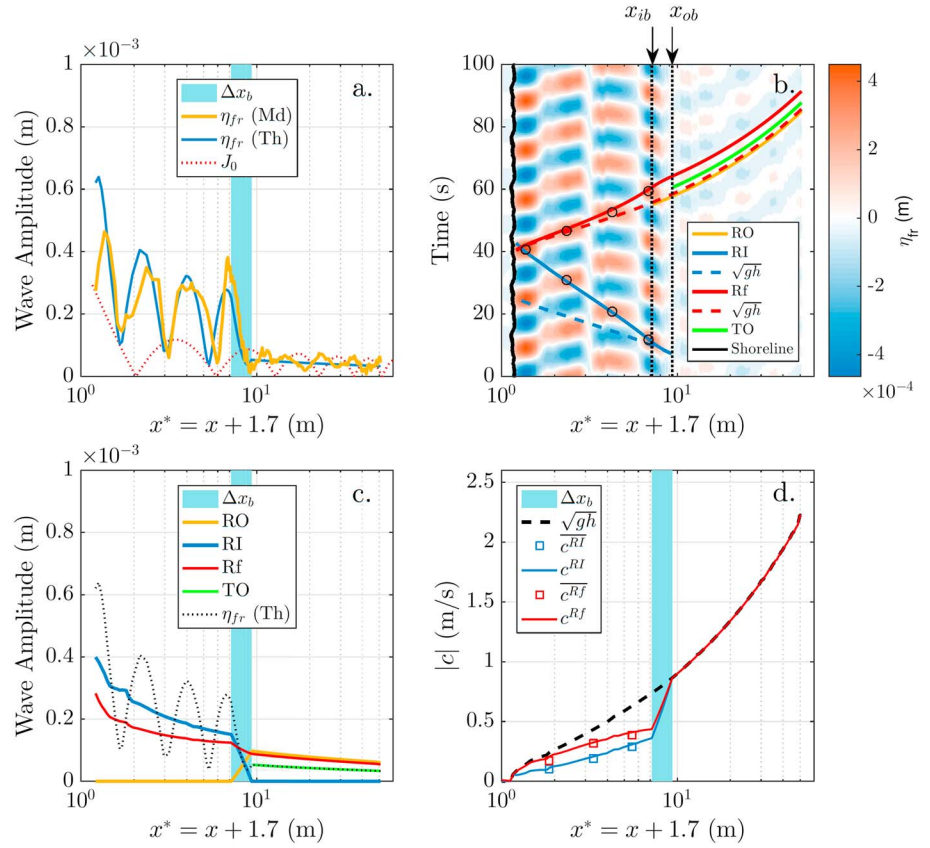 ×10⁻³
a.
Wave Amplitude (m)
1
0.8
0.6
0.4
0.2
0
Δx_b
η_fr (Md)
η_fr (Th)
J_0
10⁰
10¹
x* = x + 1.7 (m)
x_ib
x_ob
b.
Time (s)
100
80
60
40
20
0
RO
RI
√gh
Rf
√gh
TO
Shoreline
10⁰
10¹
x* = x + 1.7 (m)
4
2
0
-2
-4
×10⁻⁴
η_fr (m)
×10⁻³
c.
Wave Amplitude (m)
1
0.8
0.6
0.4
0.2
0
Δx_b
RO
RI
Rf
TO
η_fr (Th)
10⁰
10¹
x* = x + 1.7 (m)
d.
|c| (m/s)
2.5
2
1.5
1
0.5
0
Δx_b
√gh
c̅ᴿᴵ
cᴿᴵ
c̅ᴿᶠ
cᴿᶠ
10⁰
10¹
x* = x + 1.7 (m)